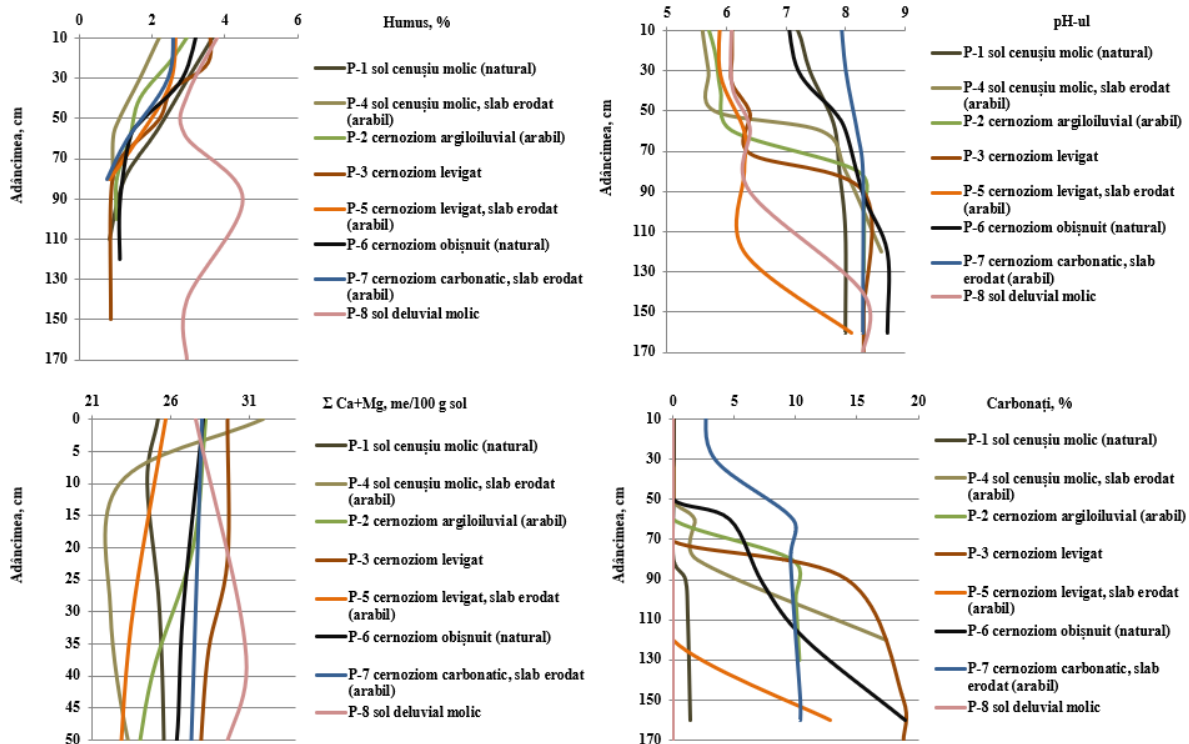 0 2 4 6
Humus, %
10
30
50
70
90
110
130
150
170
Adâncimea, cm
P-1 sol cenușiu molic (natural)
P-4 sol cenușiu molic, slab erodat
(arabil)
P-2 cernoziom argiloiluvial (arabil)
P-3 cernoziom levigat
P-5 cernoziom levigat, slab erodat
(arabil)
P-6 cernoziom obișnuit (natural)
P-7 cernoziom carbonatic, slab erodat
(arabil)
P-8 sol deluvial molic
5 6 7 8 9
pH-ul
10
30
50
70
90
110
130
150
170
Adâncimea, cm
P-1 sol cenușiu molic (natural)
P-4 sol cenușiu molic, slab erodat
(arabil)
P-2 cernoziom argiloiluvial (arabil)
P-3 cernoziom levigat
P-5 cernoziom levigat, slab erodat
(arabil)
P-6 cernoziom obișnuit (natural)
P-7 cernoziom carbonatic, slab
erodat (arabil)
P-8 sol deluvial molic
21 26 31
Σ Ca+Mg, me/100 g sol
0
5
10
15
20
25
30
35
40
45
50
Adâncimea, cm
P-1 sol cenușiu molic (natural)
P-4 sol cenușiu molic, slab erodat
(arabil)
P-2 cernoziom argiloiluvial (arabil)
P-3 cernoziom levigat
P-5 cernoziom levigat, slab erodat
(arabil)
P-6 cernoziom obișnuit (natural)
P-7 cernoziom carbonatic, slab erodat
(arabil)
P-8 sol deluvial molic
0 5 10 15 20
Carbonați, %
10
30
50
70
90
110
130
150
170
Adâncimea, cm
P-1 sol cenușiu molic (natural)
P-4 sol cenușiu molic, slab erodat
(arabil)
P-2 cernoziom argiloiluvial (arabil)
P-3 cernoziom levigat
P-5 cernoziom levigat, slab erodat
(arabil)
P-6 cernoziom obișnuit (natural)
P-7 cernoziom carbonatic, slab
erodat (arabil)
P-8 sol deluvial molic